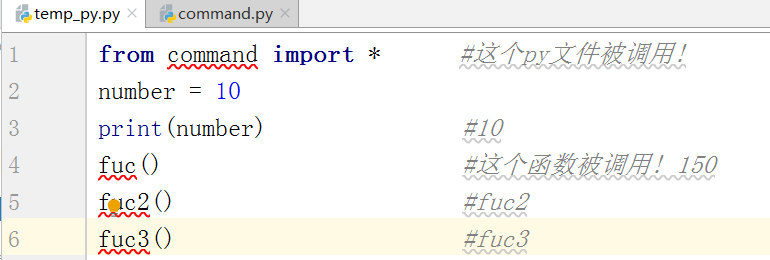 temp_py.py × command.py ×
1 from command import * #这个py文件被调用！
2 number = 10
3 print(number) #10
4 fuc() #这个函数被调用！150
5 fuc2() #fuc2
6 fuc3() #fuc3